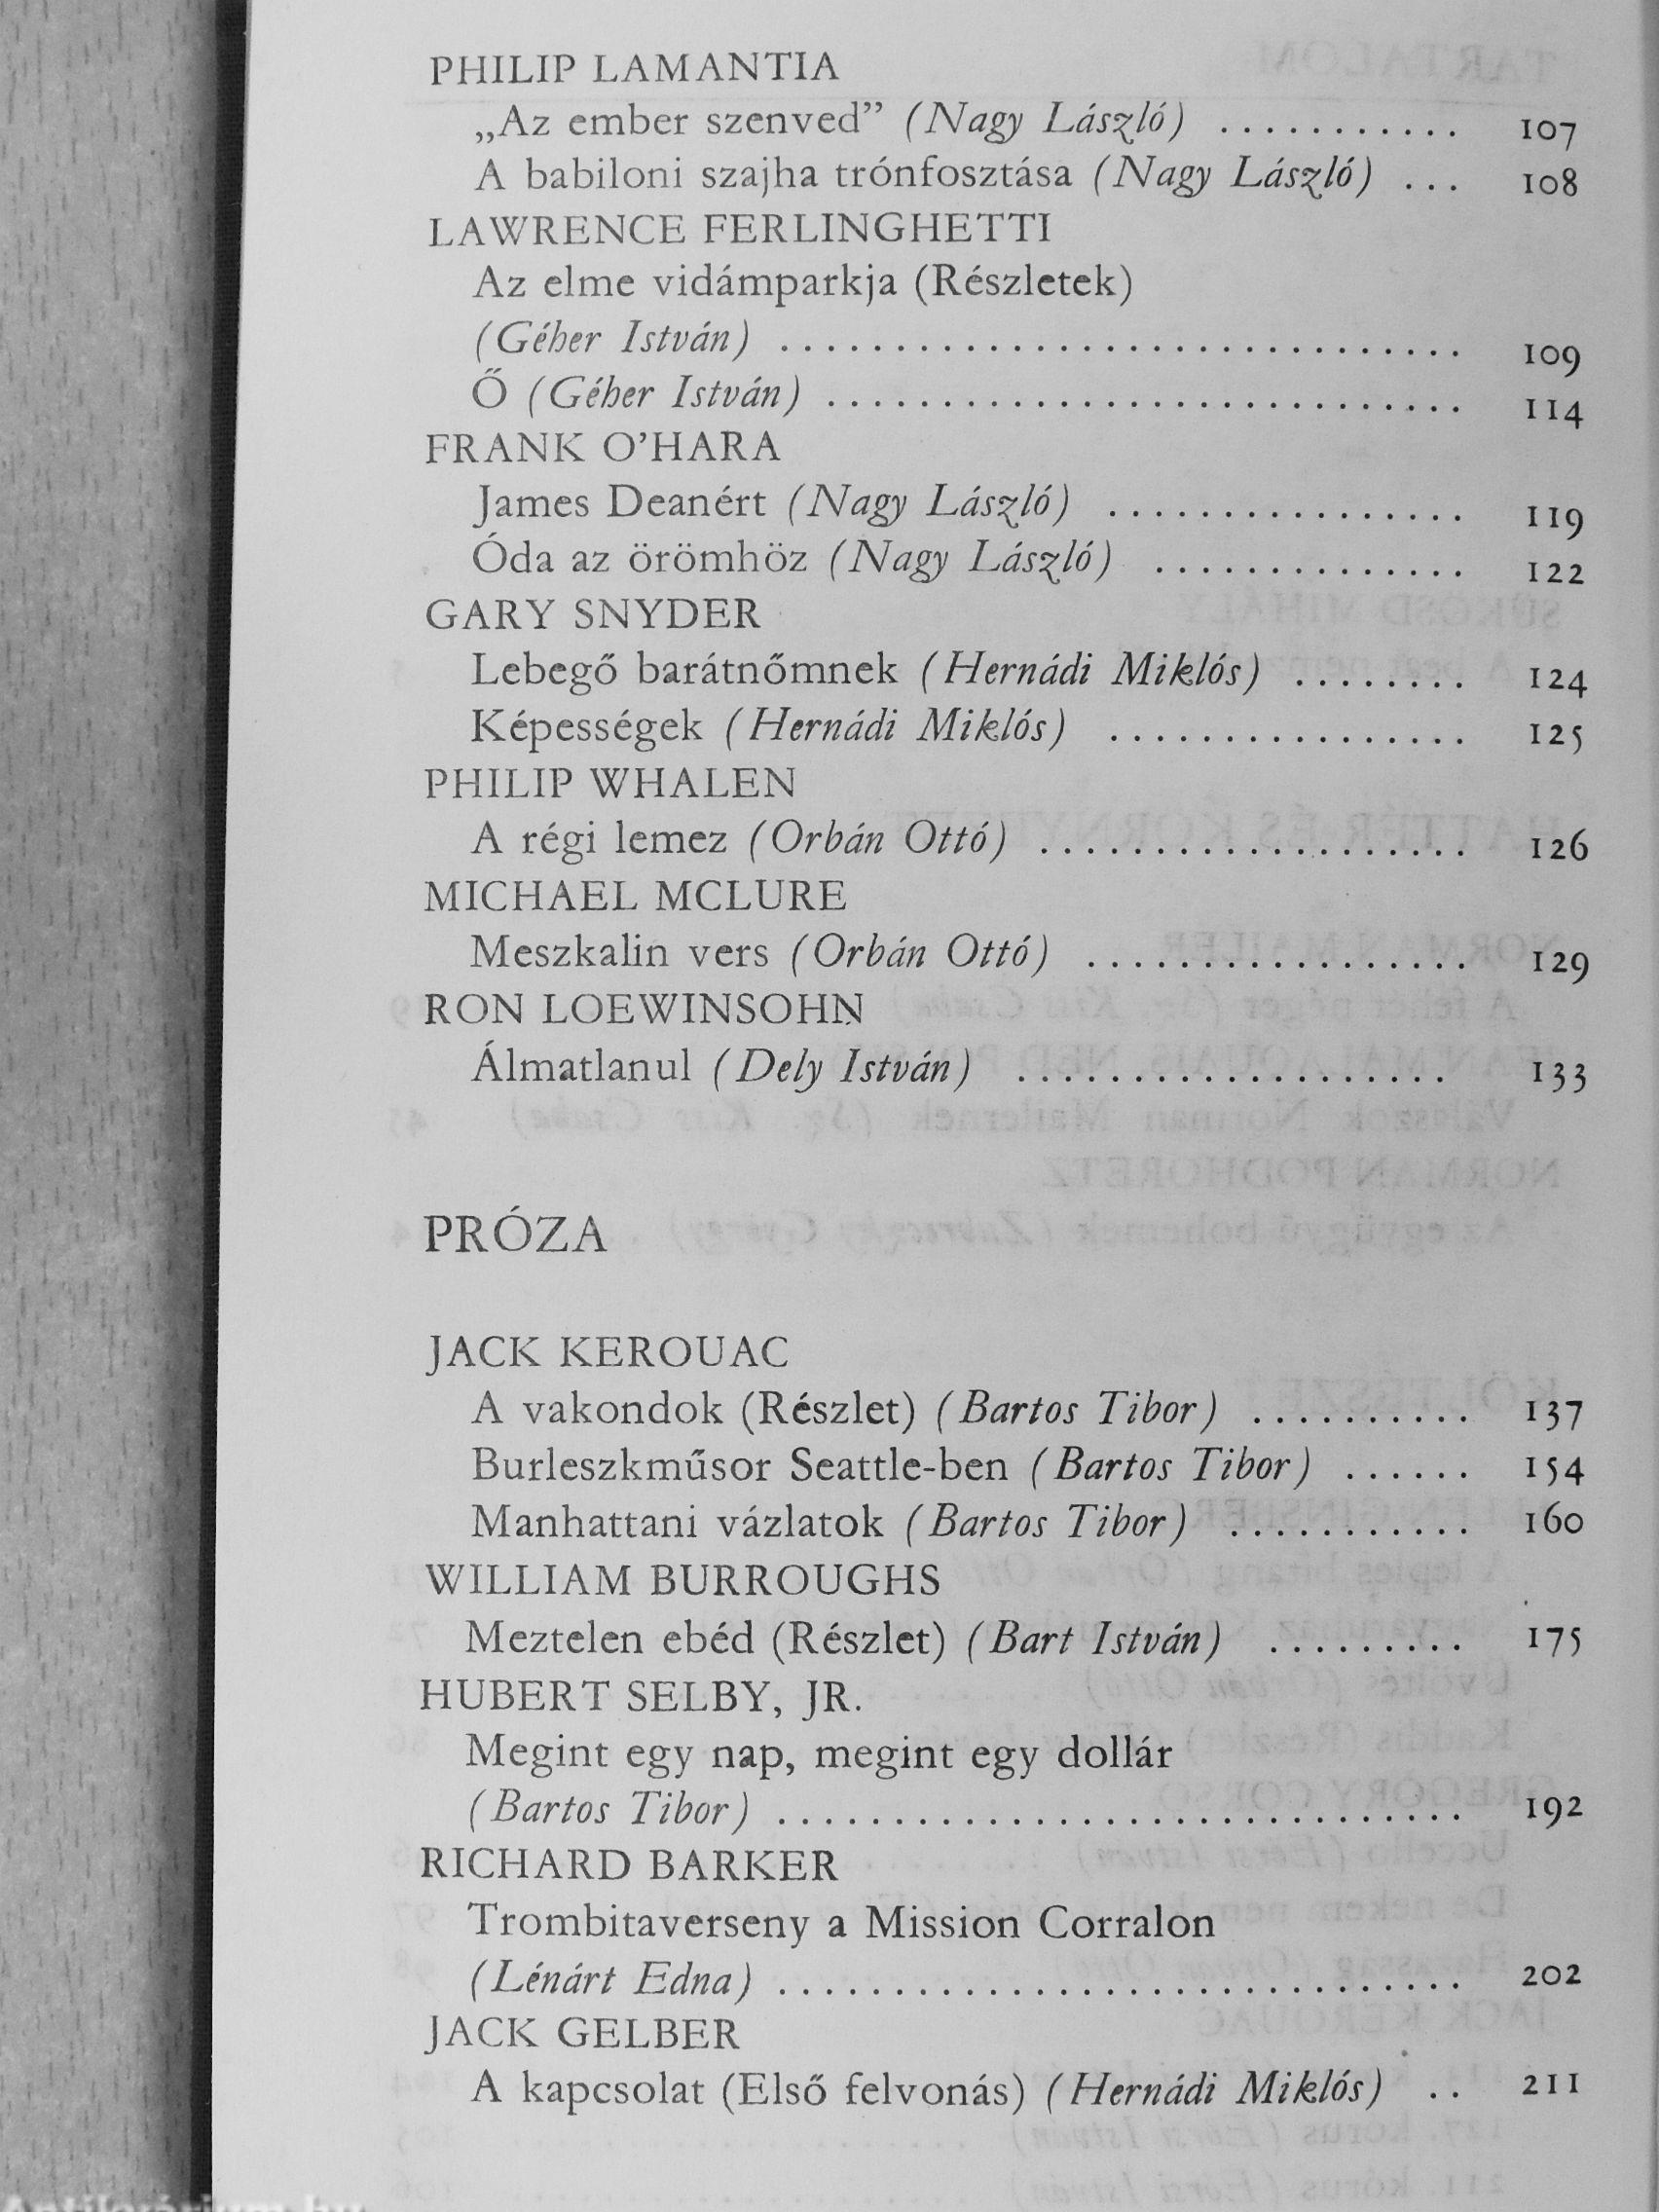 PHILIP LAMANTIA
„Az ember szenved” (Nagy László) ........... 107
A babiloni szajha trónfosztása (Nagy László) ... 108
LAWRENCE FERLINGHETTI
Az elme vidámparkja (Részletek)
(Géher István) .............................. 109
Ő (Géher István) ............................ 114
FRANK O’HARA
James Deanért (Nagy László) ................ 119
Óda az örömhöz (Nagy László) .............. 122
GARY SNYDER
Lebegő barátnőmnek (Hernádi Miklós) ........ 124
Képességek (Hernádi Miklós) ................ 125
PHILIP WHALEN
A régi lemez (Orbán Ottó) ................... 126
MICHAEL MCLURE
Meszkalin vers (Orbán Ottó) ................. 129
RON LOEWINSOHN
Álmatlanul (Dely István) ................... 133
PRÓZA
JACK KEROUAC
A vakondok (Részlet) (Bartos Tibor) .......... 137
Burleszkműsor Seattle-ben (Bartos Tibor) ...... 154
Manhattani vázlatok (Bartos Tibor) ........... 160
WILLIAM BURROUGHS
Meztelen ebéd (Részlet) (Bart István) ......... 175
HUBERT SELBY, JR.
Megint egy nap, megint egy dollár
(Bartos Tibor) .............................. 192
RICHARD BARKER
Trombitaverseny a Mission Corralon
(Lénárt Edna) .............................. 202
JACK GELBER
A kapcsolat (Első felvonás) (Hernádi Miklós) .. 211